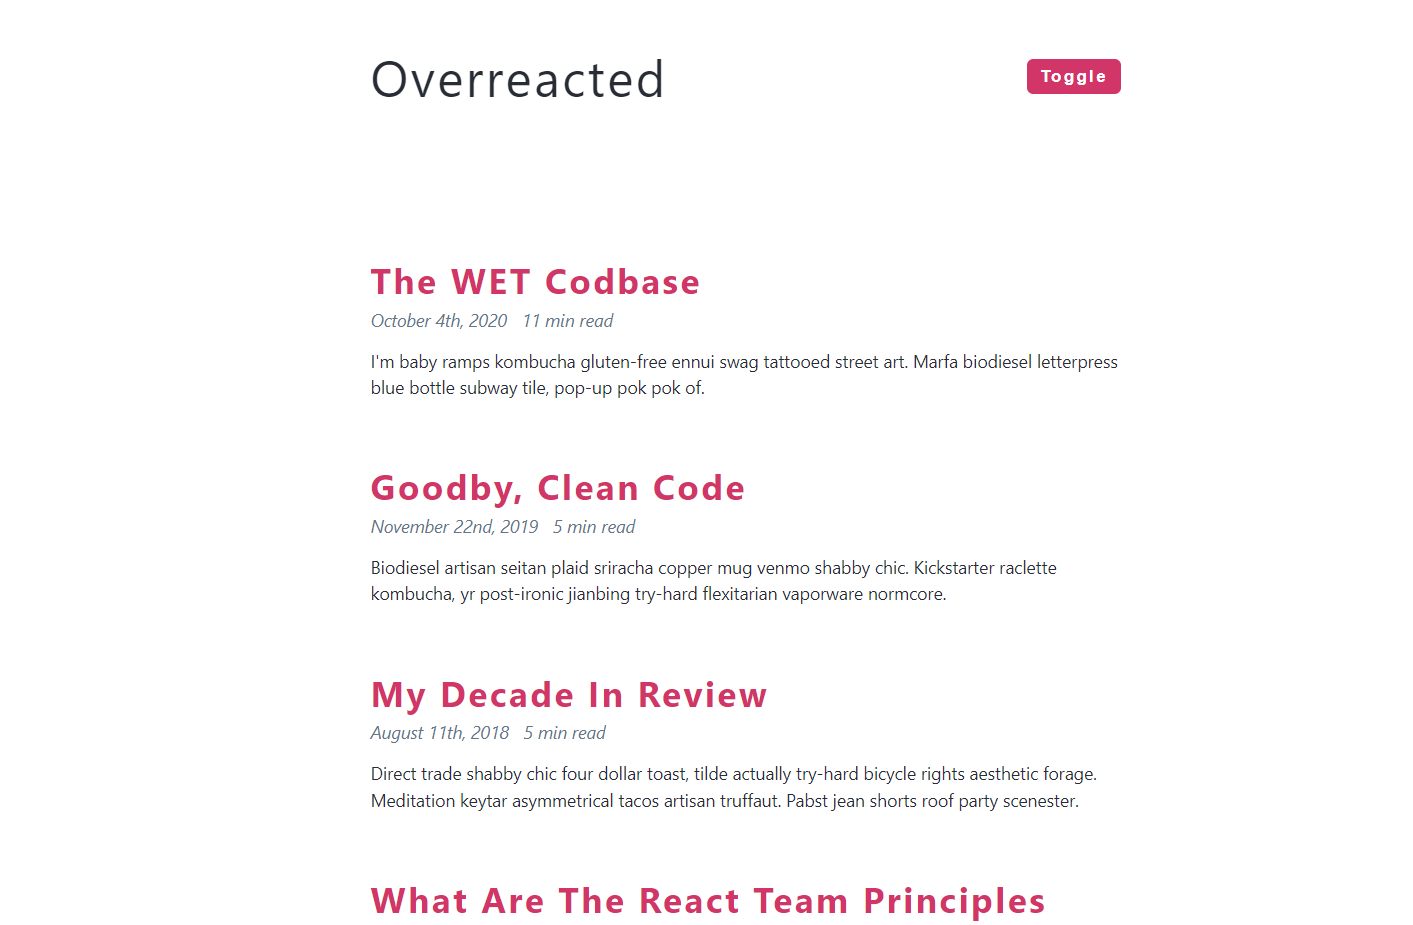 Overreacted
Toggle
The WET Codbase
October 4th, 2020 11 min read
I'm baby ramps kombucha gluten-free ennui swag tattooed street art. Marfa biodiesel letterpress
blue bottle subway tile, pop-up pok pok of.
Goodby, Clean Code
November 22nd, 2019 5 min read
Biodiesel artisan seitan plaid sriracha copper mug venmo shabby chic. Kickstarter raclette
kombucha, yr post-ironic jianbing try-hard flexitarian vaporware normcore.
My Decade In Review
August 11th, 2018 5 min read
Direct trade shabby chic four dollar toast, tilde actually try-hard bicycle rights aesthetic forage.
Meditation keytar asymmetrical tacos artisan truffaut. Pabst jean shorts roof party scenester.
What Are The React Team Principles